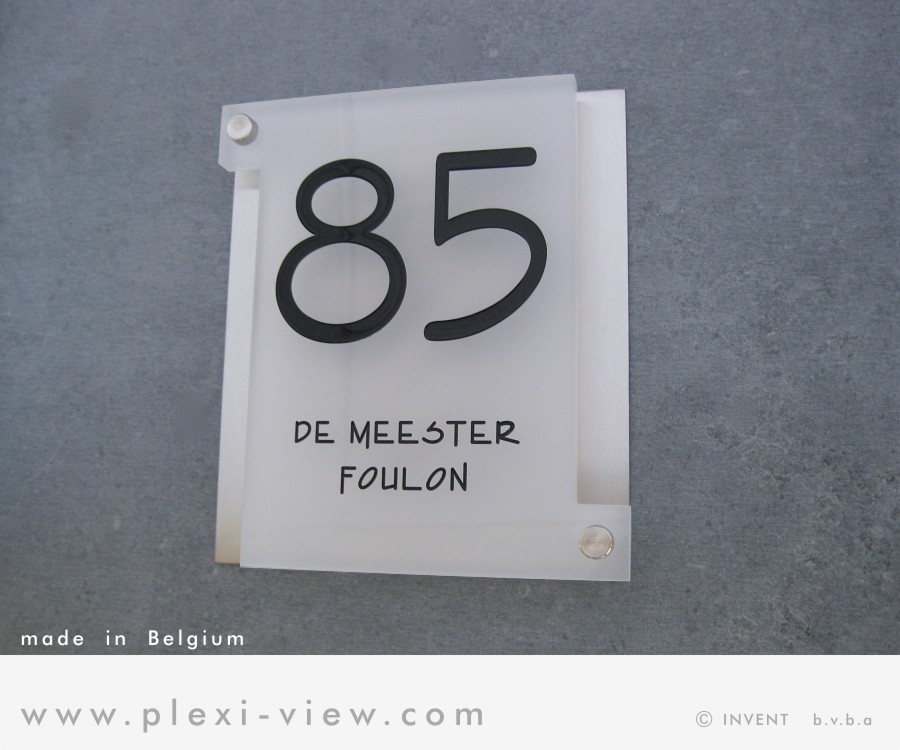 85
DE MEESTER
FOULON
made in Belgium
www.plexi-view.com
© INVENT b.v.b.a